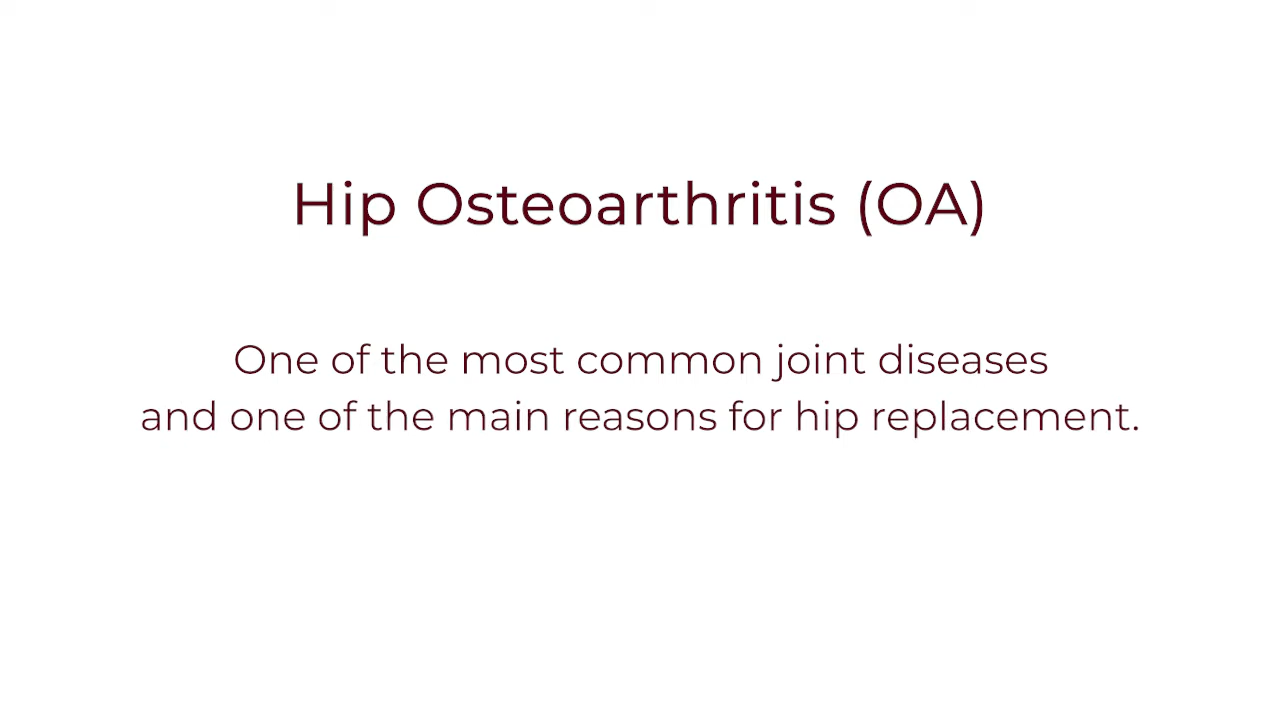 Hip Osteoarthritis (OA)
One of the most common joint diseases
and one of the main reasons for hip replacement.